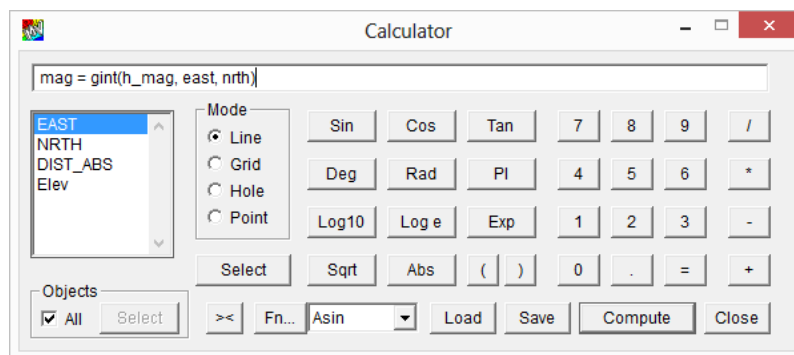 Calculator
mag = gint(h_mag, east, nrth)
EAST
NRTH
DIST_ABS
Elev
Mode
Line
Grid
Hole
Point
Sin Cos Tan 7 8 9 /
Deg Rad PI 4 5 6 *
Log10 Log e Exp 1 2 3 -
Select Sqrt Abs ( ) 0 . = +
Objects
All Select >< Fn... Asin Load Save Compute Close